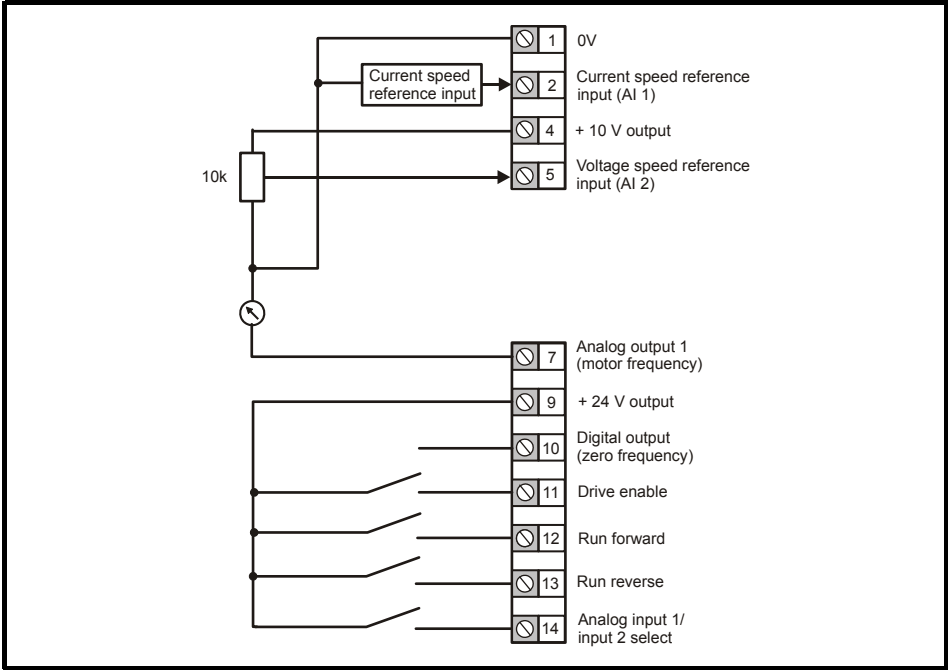 1 0V
Current speed
reference input
2 Current speed reference
input (AI 1)
4 + 10 V output
10k
5 Voltage speed reference
input (AI 2)
7 Analog output 1
(motor frequency)
9 + 24 V output
10 Digital output
(zero frequency)
11 Drive enable
12 Run forward
13 Run reverse
14 Analog input 1/
input 2 select